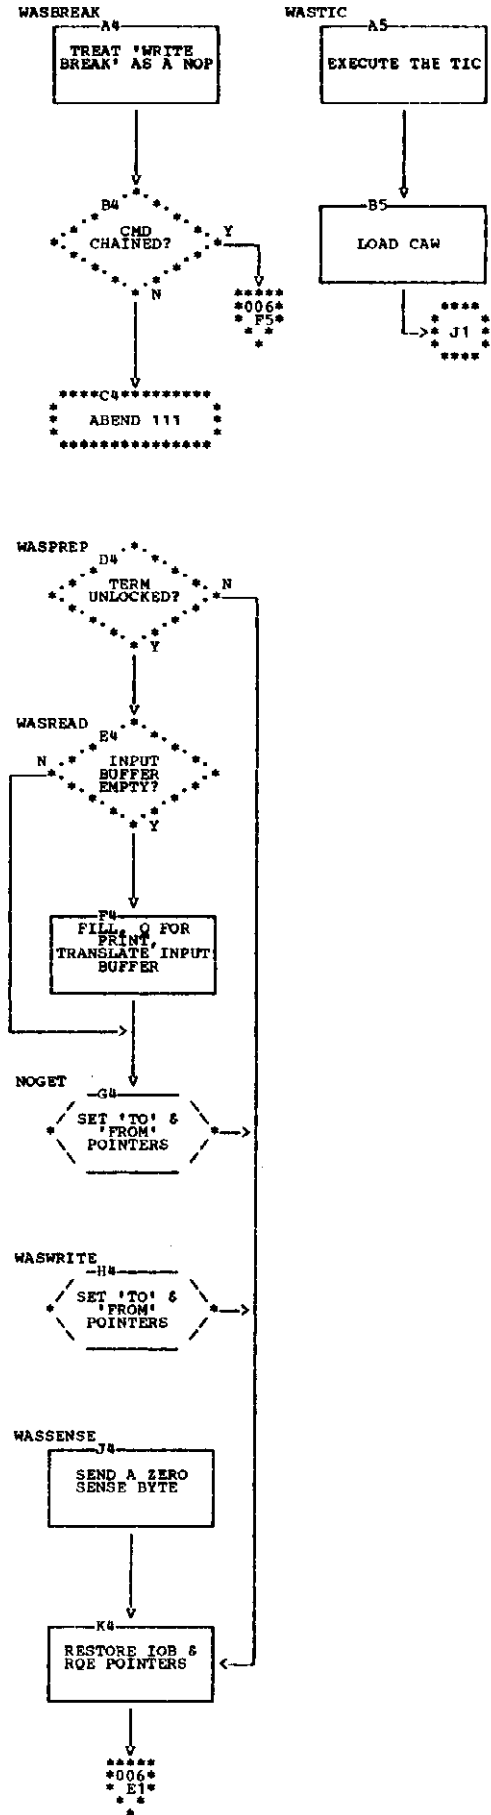 WASBREAK
A4
TREAT 'WRITE
BREAK' AS A NOP
WASTIC
A5
EXECUTE THE TIC
B4
CMD
CHAINED?
Y
N
006
F5
B5
LOAD CAW
J1
C4
ABEND 111
WASPREP
D4
TERM
UNLOCKED?
N
Y
WASREAD
E4
INPUT
BUFFER
EMPTY?
N
Y
F4
FILL, Q FOR
PRINT,
TRANSLATE INPUT
BUFFER
NOGET
G4
SET 'TO' &
'FROM'
POINTERS
WASWRITE
H4
SET 'TO' &
'FROM'
POINTERS
WASSENSE
J4
SEND A ZERO
SENSE BYTE
K4
RESTORE IOB &
RQE POINTERS
006
E1